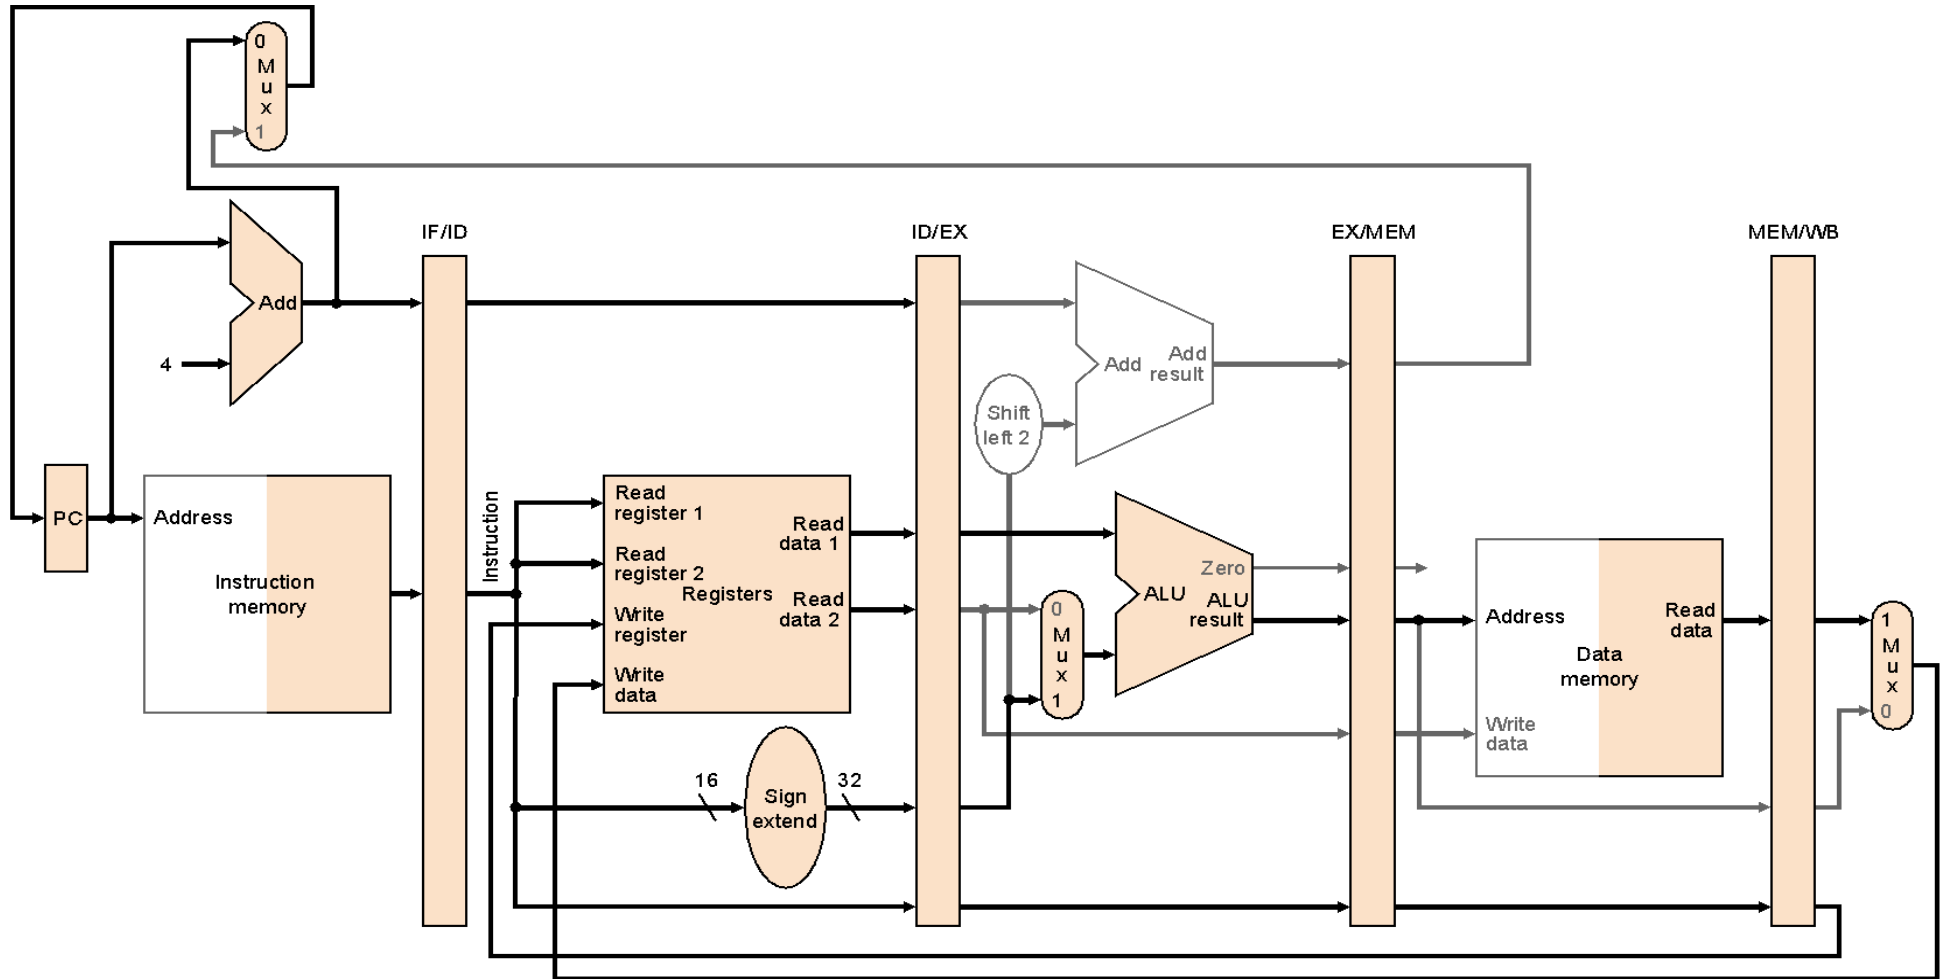 0
M
u
x
1
IF/ID
ID/EX
EX/MEM
MEM/WB
Add
4
Add
Add
result
Shift
left 2
PC
Address
Instruction
memory
Instruction
Read
register 1
Read
register 2
Write
register
Write
data
Registers
Read
data 1
Read
data 2
16
Sign
extend
32
0
M
u
x
1
Zero
ALU
ALU
result
Address
Read
data
Data
memory
Write
data
1
M
u
x
0